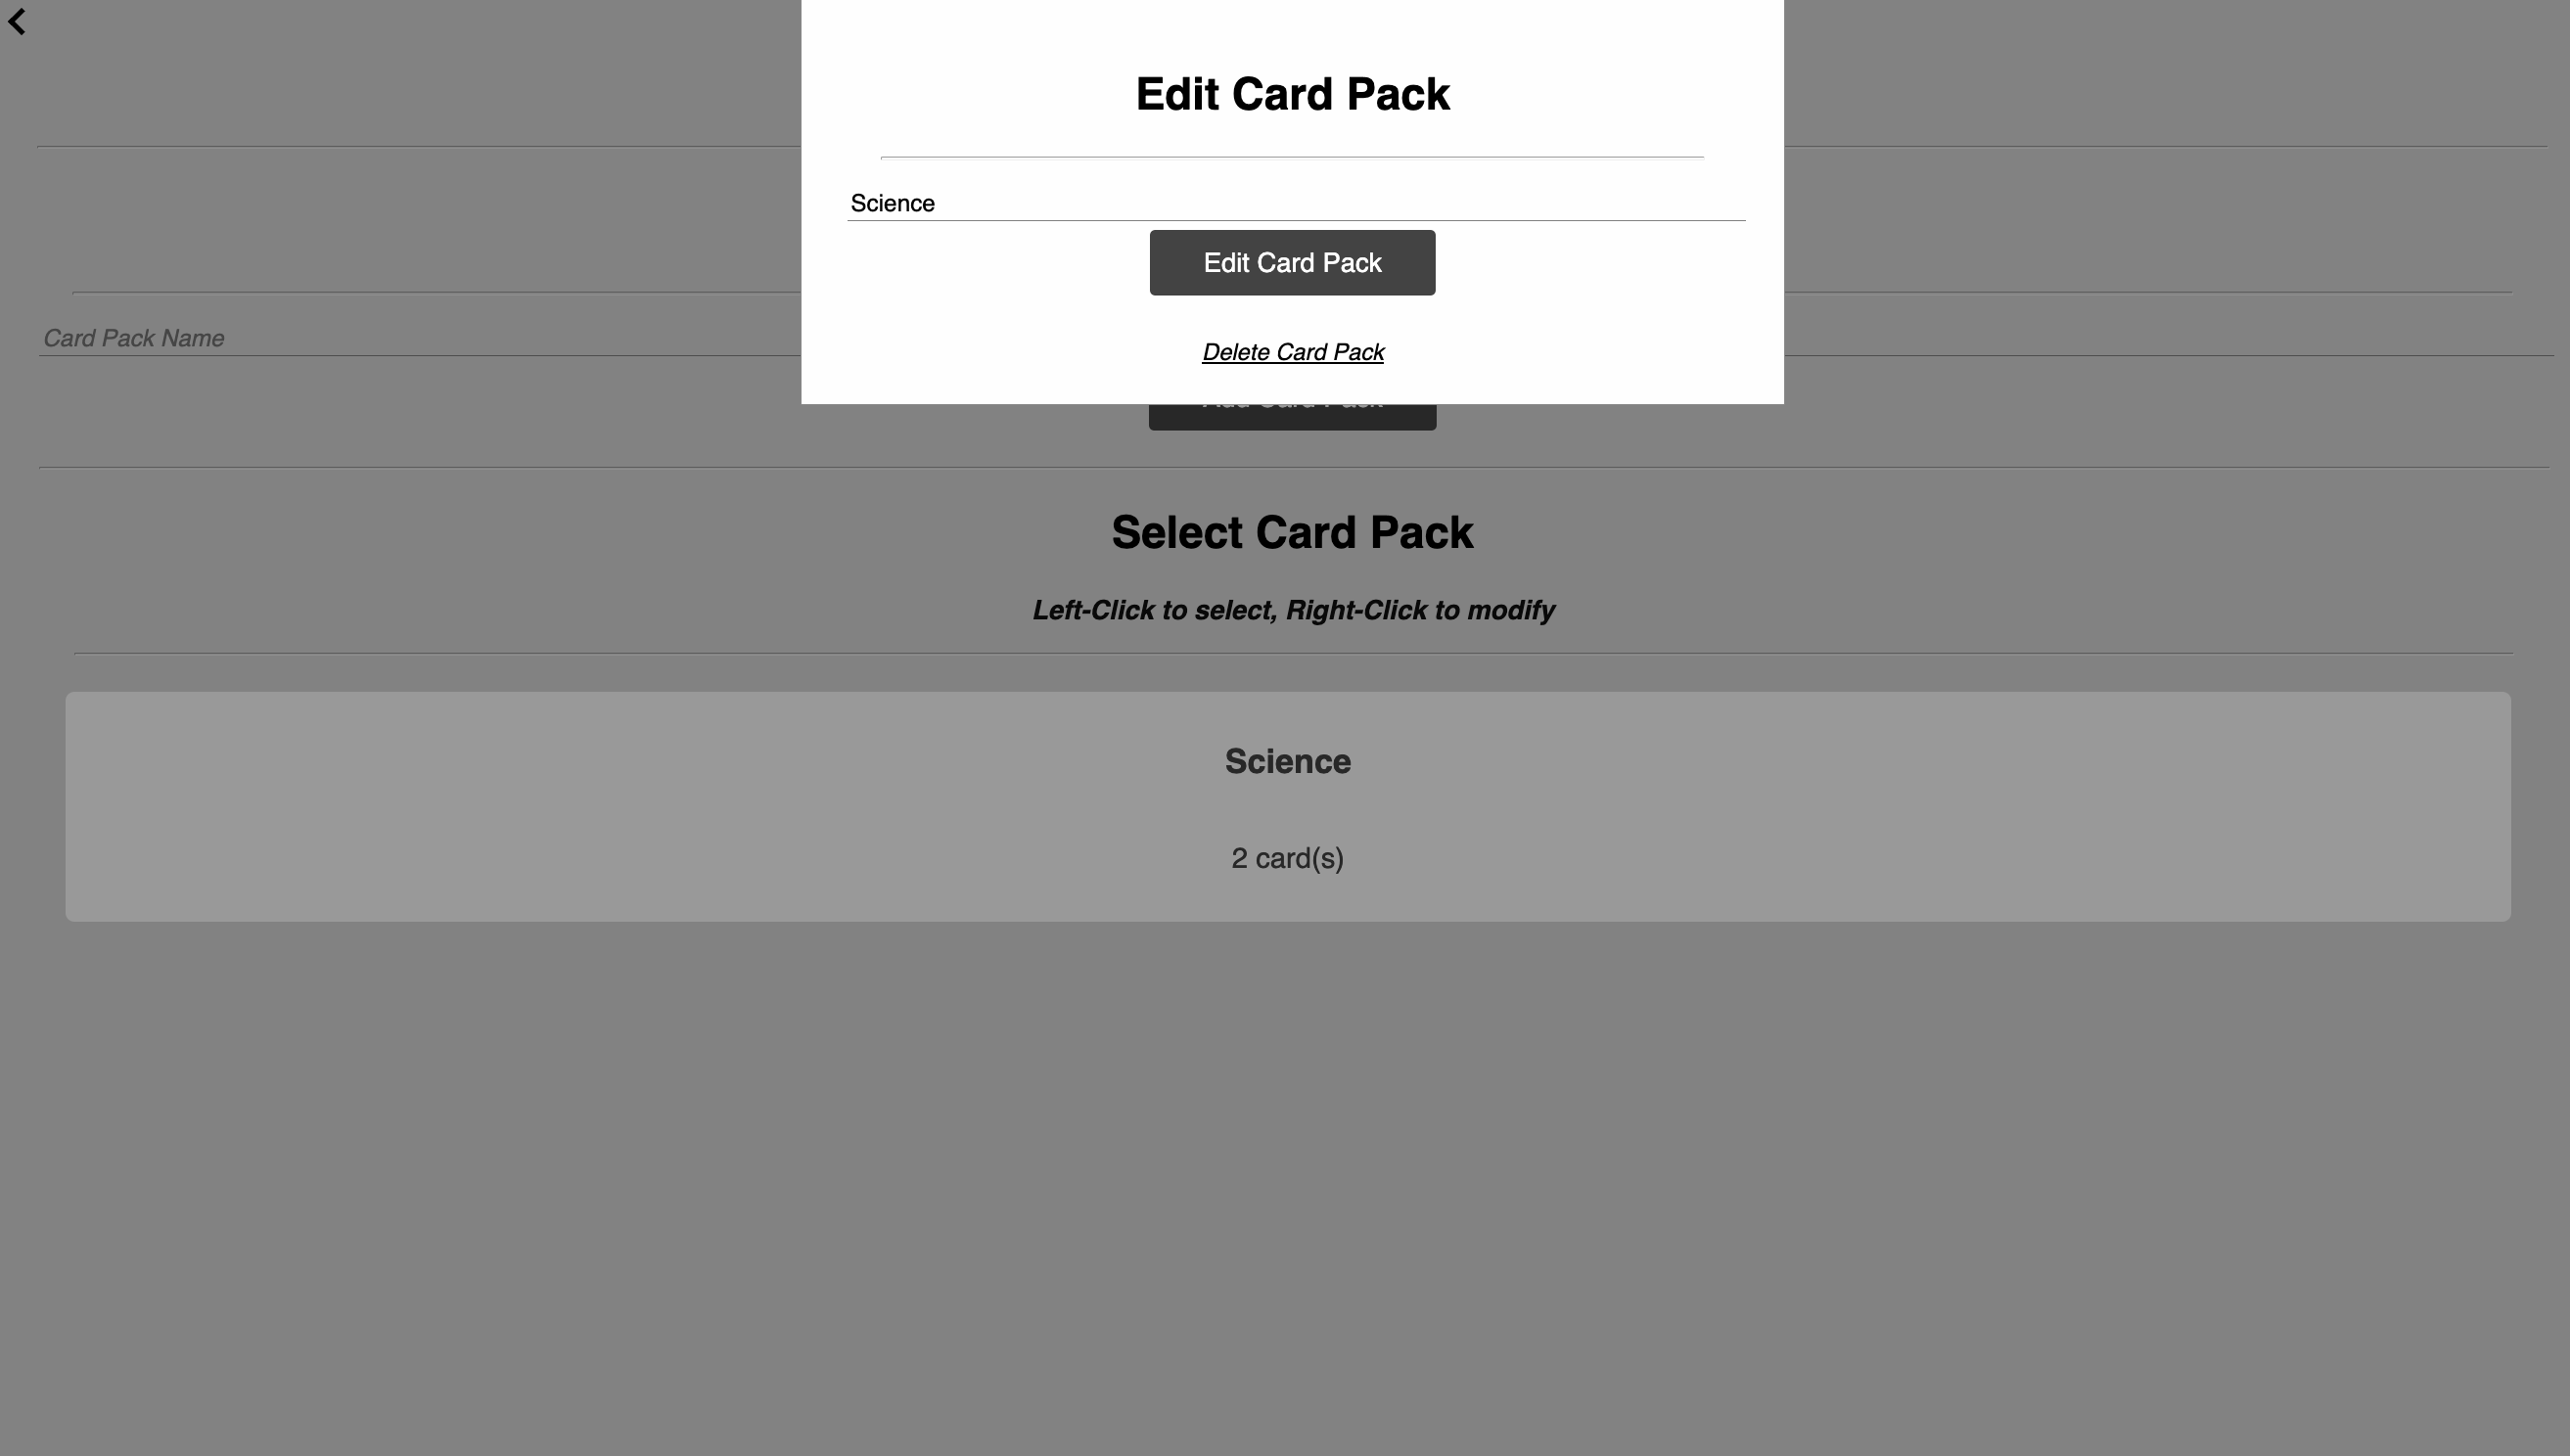 Edit Card Pack
Science
Edit Card Pack
Card Pack Name
Delete Card Pack
Select Card Pack
Left-Click to select, Right-Click to modify
Science
2 card(s)